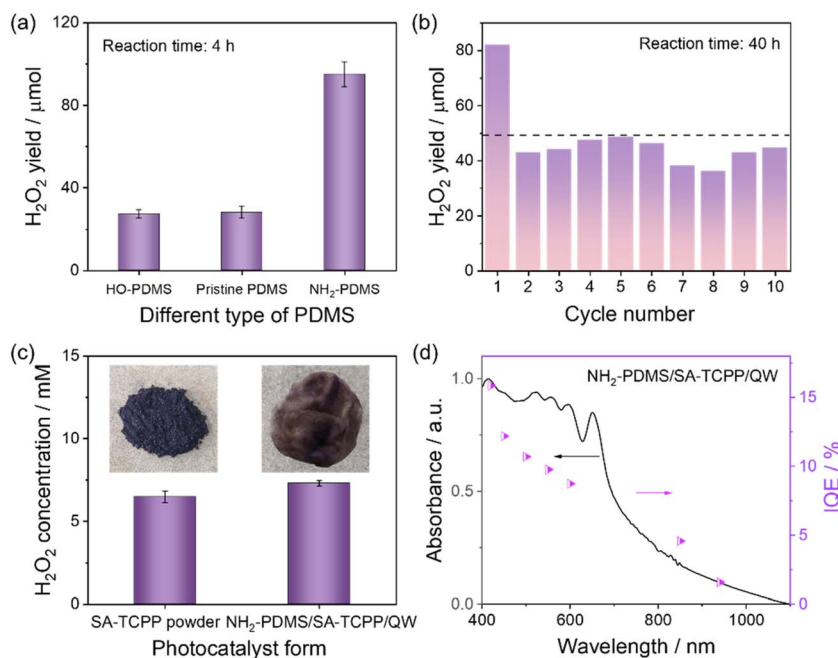 (a)
Reaction time: 4 h
H₂O₂ yield / μmol
120
80
40
0
HO-PDMS
Pristine PDMS
NH₂-PDMS
Different type of PDMS
(b)
Reaction time: 40 h
H₂O₂ yield / μmol
80
60
40
20
0
1 2 3 4 5 6 7 8 9 10
Cycle number
(c)
H₂O₂ concentration / mM
15
12
9
6
3
0
SA-TCPP powder
NH₂-PDMS/SA-TCPP/QW
Photocatalyst form
(d)
NH₂-PDMS/SA-TCPP/QW
Absorbance / a.u.
1.0
0.5
0.0
400 600 800 1000
Wavelength / nm
15
10
5
0
IQE / %